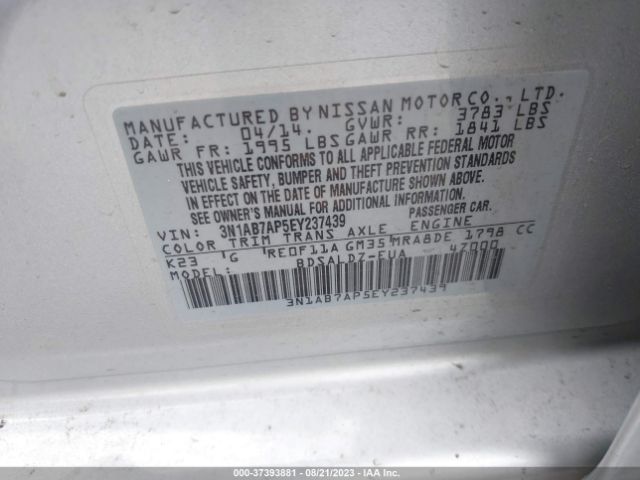 MANUFACTURED BY NISSAN MOTOR CO., LTD.
DATE: 04/14. GVWR: 3783 LBS
GAWR FR: 1995 LBS GAWR RR: 1841 LBS
THIS VEHICLE CONFORMS TO ALL APPLICABLE FEDERAL MOTOR
VEHICLE SAFETY, BUMPER AND THEFT PREVENTION STANDARDS
IN EFFECT ON THE DATE OF MANUFACTURE SHOWN ABOVE.
SEE OWNER'S MANUAL FOR ADDITIONAL INFORMATION.
VIN: 3N1AB7AP5EY237439 PASSENGER CAR.
COLOR TRIM TRANS AXLE ENGINE
K23 G RE0F11A GM35 MRA8DE 1798 CC
MODEL: BDSALDZ-EUA 47000
3N1AB7AP5EY237439
000-37393881 - 08/21/2023 - IAA Inc.